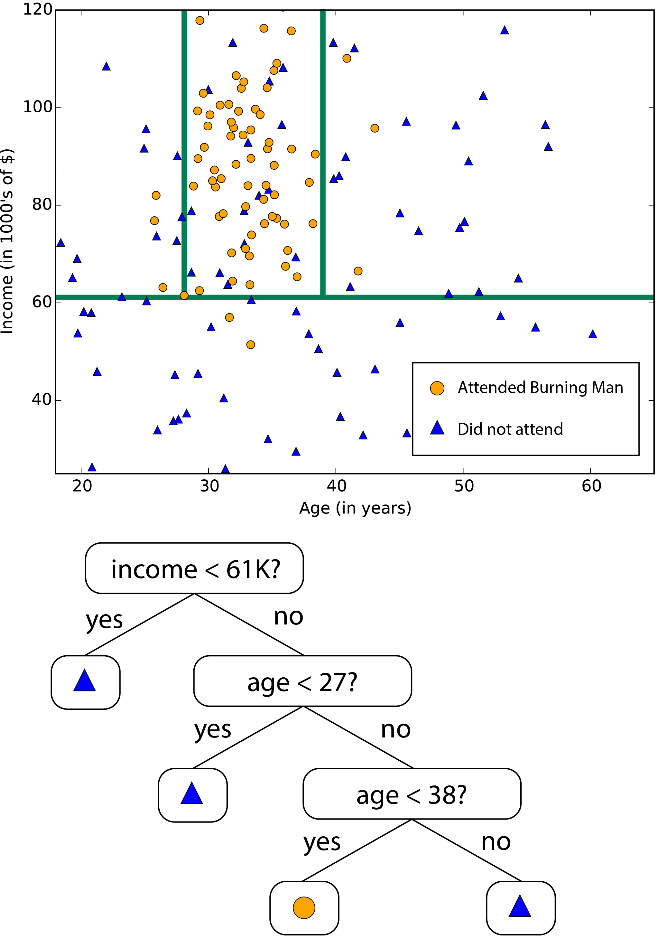 120
100
80
60
40
Income (in 1000's of $)
Attended Burning Man
Did not attend
20 30 40 50 60
Age (in years)
income < 61K?
yes no
age < 27?
yes no
age < 38?
yes no